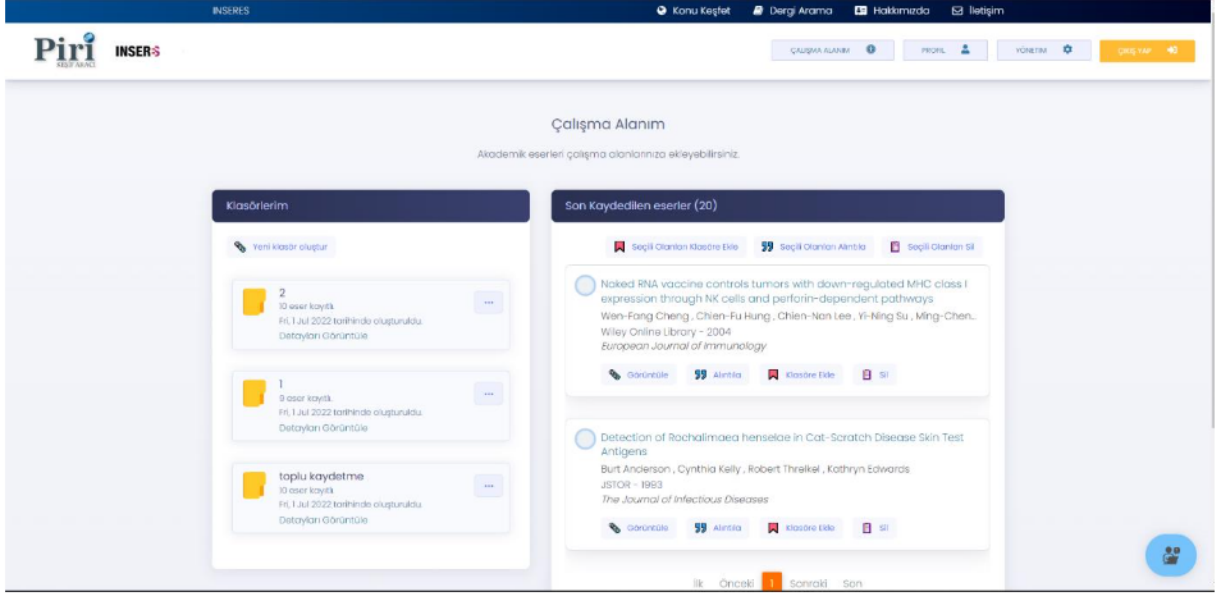 INSERES
Konu Keşfet Dergi Arama Hakkımızda İletişim
Piri
KEŞİF ARACI
INSERES
ÇALIŞMA ALANIM PROFİL YÖNETİM ÇIKIŞ YAP
Çalışma Alanım
Akademik eserleri çalışma alanlarınıza ekleyebilirsiniz.
Klasörlerim
Yeni klasör oluştur
2
10 eser kayıtlı.
Fri, 1 Jul 2022 tarihinde oluşturuldu.
Detayları Görüntüle
1
9 eser kayıtlı.
Fri, 1 Jul 2022 tarihinde oluşturuldu.
Detayları Görüntüle
toplu kaydetme
10 eser kayıtlı.
Fri, 1 Jul 2022 tarihinde oluşturuldu.
Detayları Görüntüle
Son Kaydedilen eserler (20)
Seçili Olanları Klasöre Ekle Seçili Olanları Alıntıla Seçili Olanları Sil
Naked RNA vaccine controls tumors with down-regulated MHC class I
expression through NK cells and perforin-dependent pathways
Wen-Fang Cheng , Chien-Fu Hung , Chien-Nan Lee , Yi-Ning Su , Ming-Chen...
Wiley Online Library - 2004
European Journal of Immunology
Görüntüle Alıntıla Klasöre Ekle Sil
Detection of Rochalimaea henselae in Cat-Scratch Disease Skin Test
Antigens
Burt Anderson , Cynthia Kelly , Robert Threlkel , Kathryn Edwards
JSTOR - 1993
The Journal of Infectious Diseases
Görüntüle Alıntıla Klasöre Ekle Sil
İlk Önceki 1 Sonraki Son